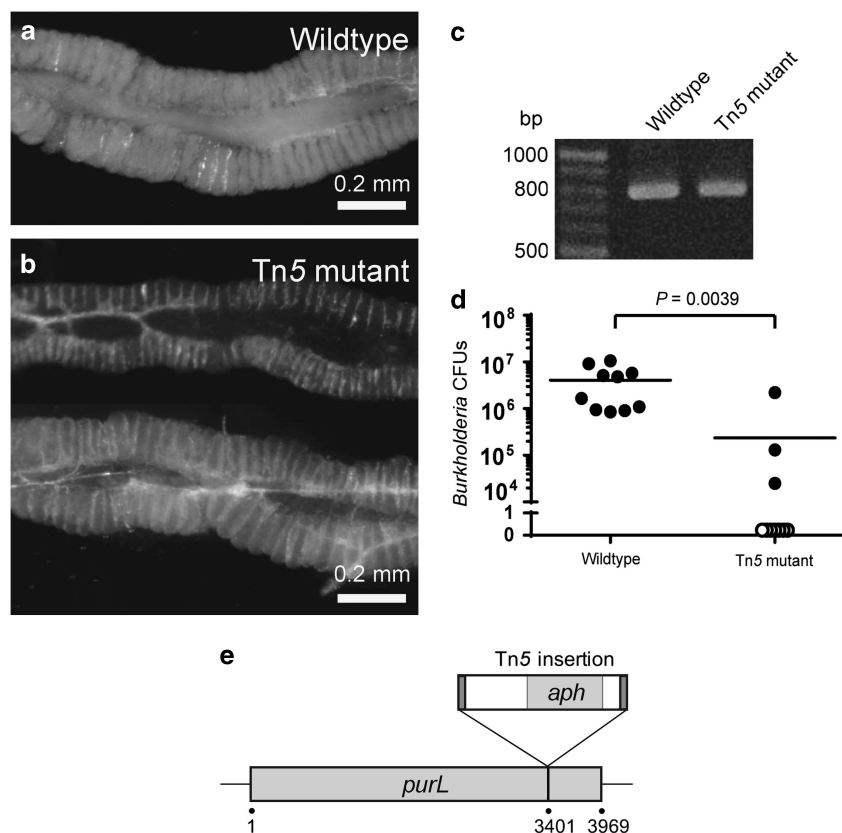 a
Wildtype
0.2 mm
b
Tn5 mutant
0.2 mm
c
bp
Wildtype
Tn5 mutant
1000
800
500
d
P = 0.0039
Burkholderia CFUs
10⁸
10⁷
10⁶
10⁵
10⁴
1
0
Wildtype
Tn5 mutant
e
Tn5 insertion
aph
purL
1
3401
3969